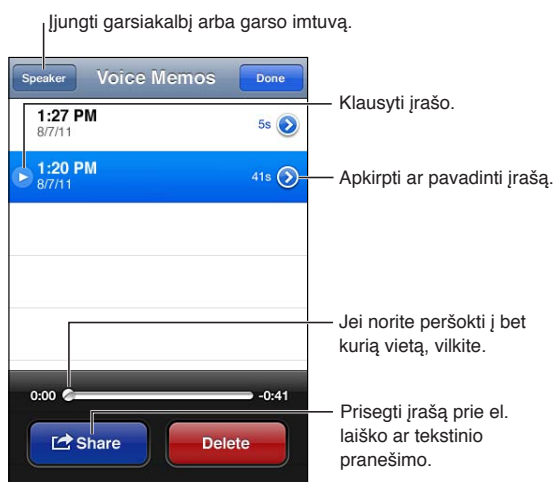 Įjungti garsiakalbį arba garso imtuvą.
Speaker Voice Memos Done
1:27 PM
8/7/11 5s
Klausyti įrašo.
1:20 PM
8/7/11 41s
Apkirpti ar pavadinti įrašą.
Jei norite peršokti į bet
kurią vietą, vilkite.
0:00 -0:41
Prisegti įrašą prie el.
laiško ar tekstinio
pranešimo.
Share Delete